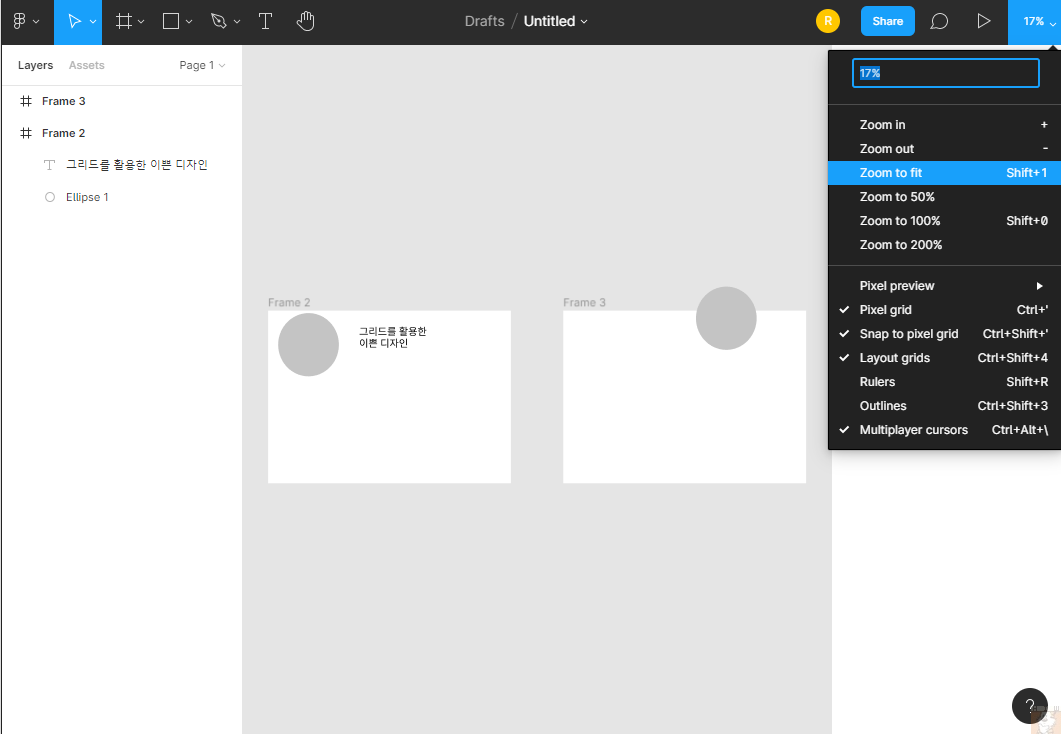 Drafts / Untitled
R
Share
17%
Layers
Assets
Page 1
Frame 3
Frame 2
그리드를 활용한 이쁜 디자인
Ellipse 1
Frame 2
그리드를 활용한
이쁜 디자인
Frame 3
17%
Zoom in +
Zoom out -
Zoom to fit Shift+1
Zoom to 50%
Zoom to 100% Shift+0
Zoom to 200%
Pixel preview
Pixel grid Ctrl+'
Snap to pixel grid Ctrl+Shift+'
Layout grids Ctrl+Shift+4
Rulers Shift+R
Outlines Ctrl+Shift+3
Multiplayer cursors Ctrl+Alt+\
?